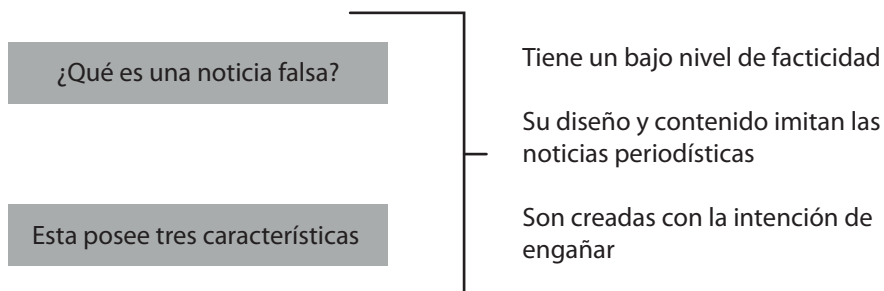 ¿Qué es una noticia falsa?
Esta posee tres características
Tiene un bajo nivel de facticidad
Su diseño y contenido imitan las
noticias periodísticas
Son creadas con la intención de
engañar